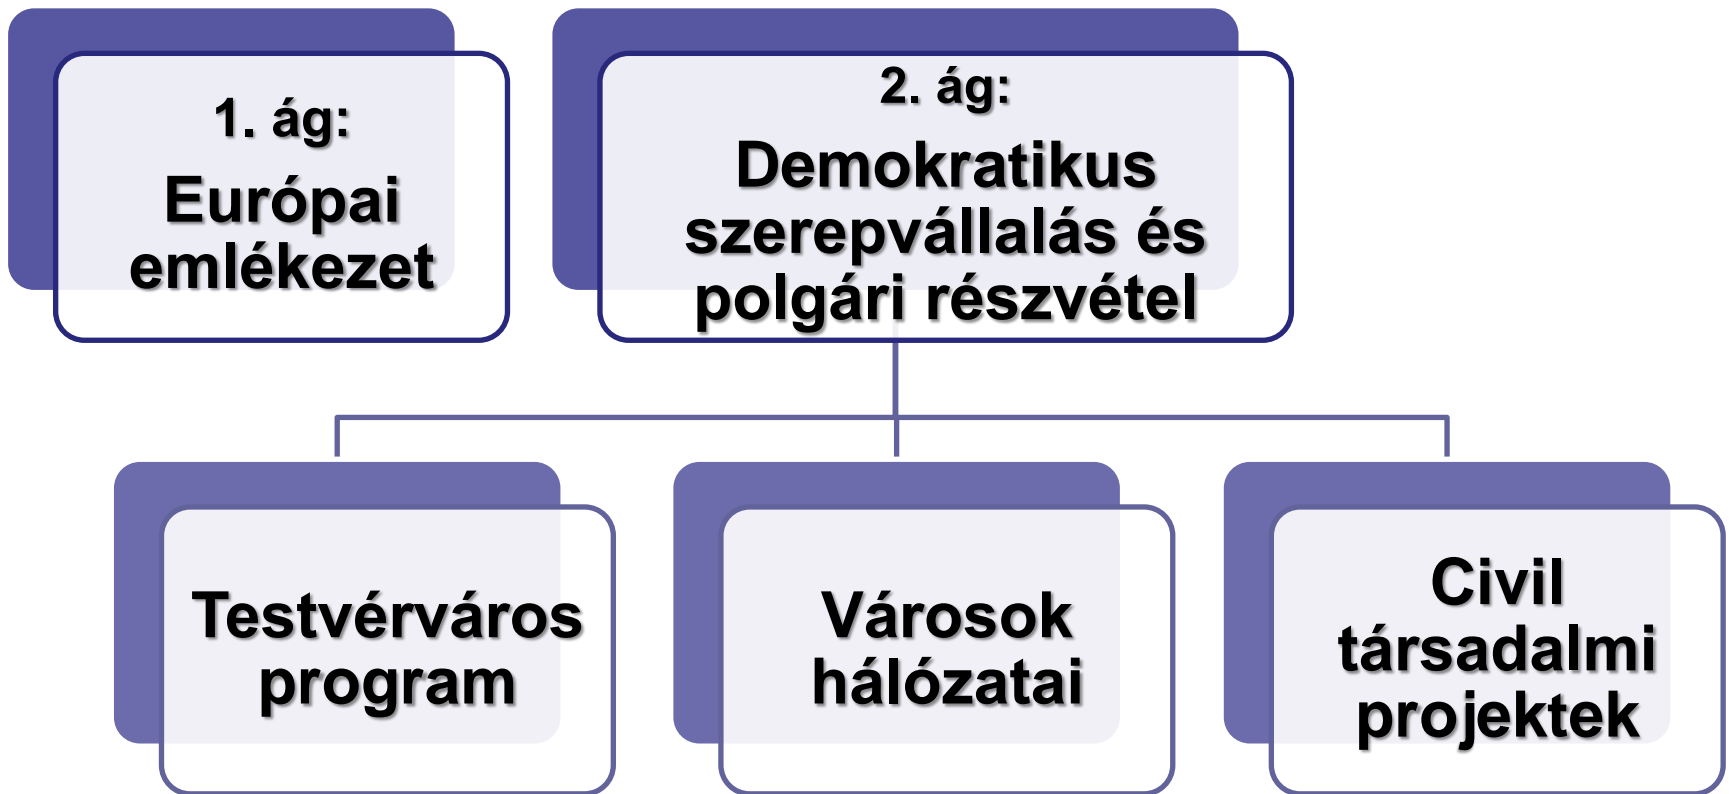 1. ág:
Európai
emlékezet
2. ág:
Demokratikus
szerepvállalás és
polgári részvétel
Testvérváros
program
Városok
hálózatai
Civil
társadalmi
projektek